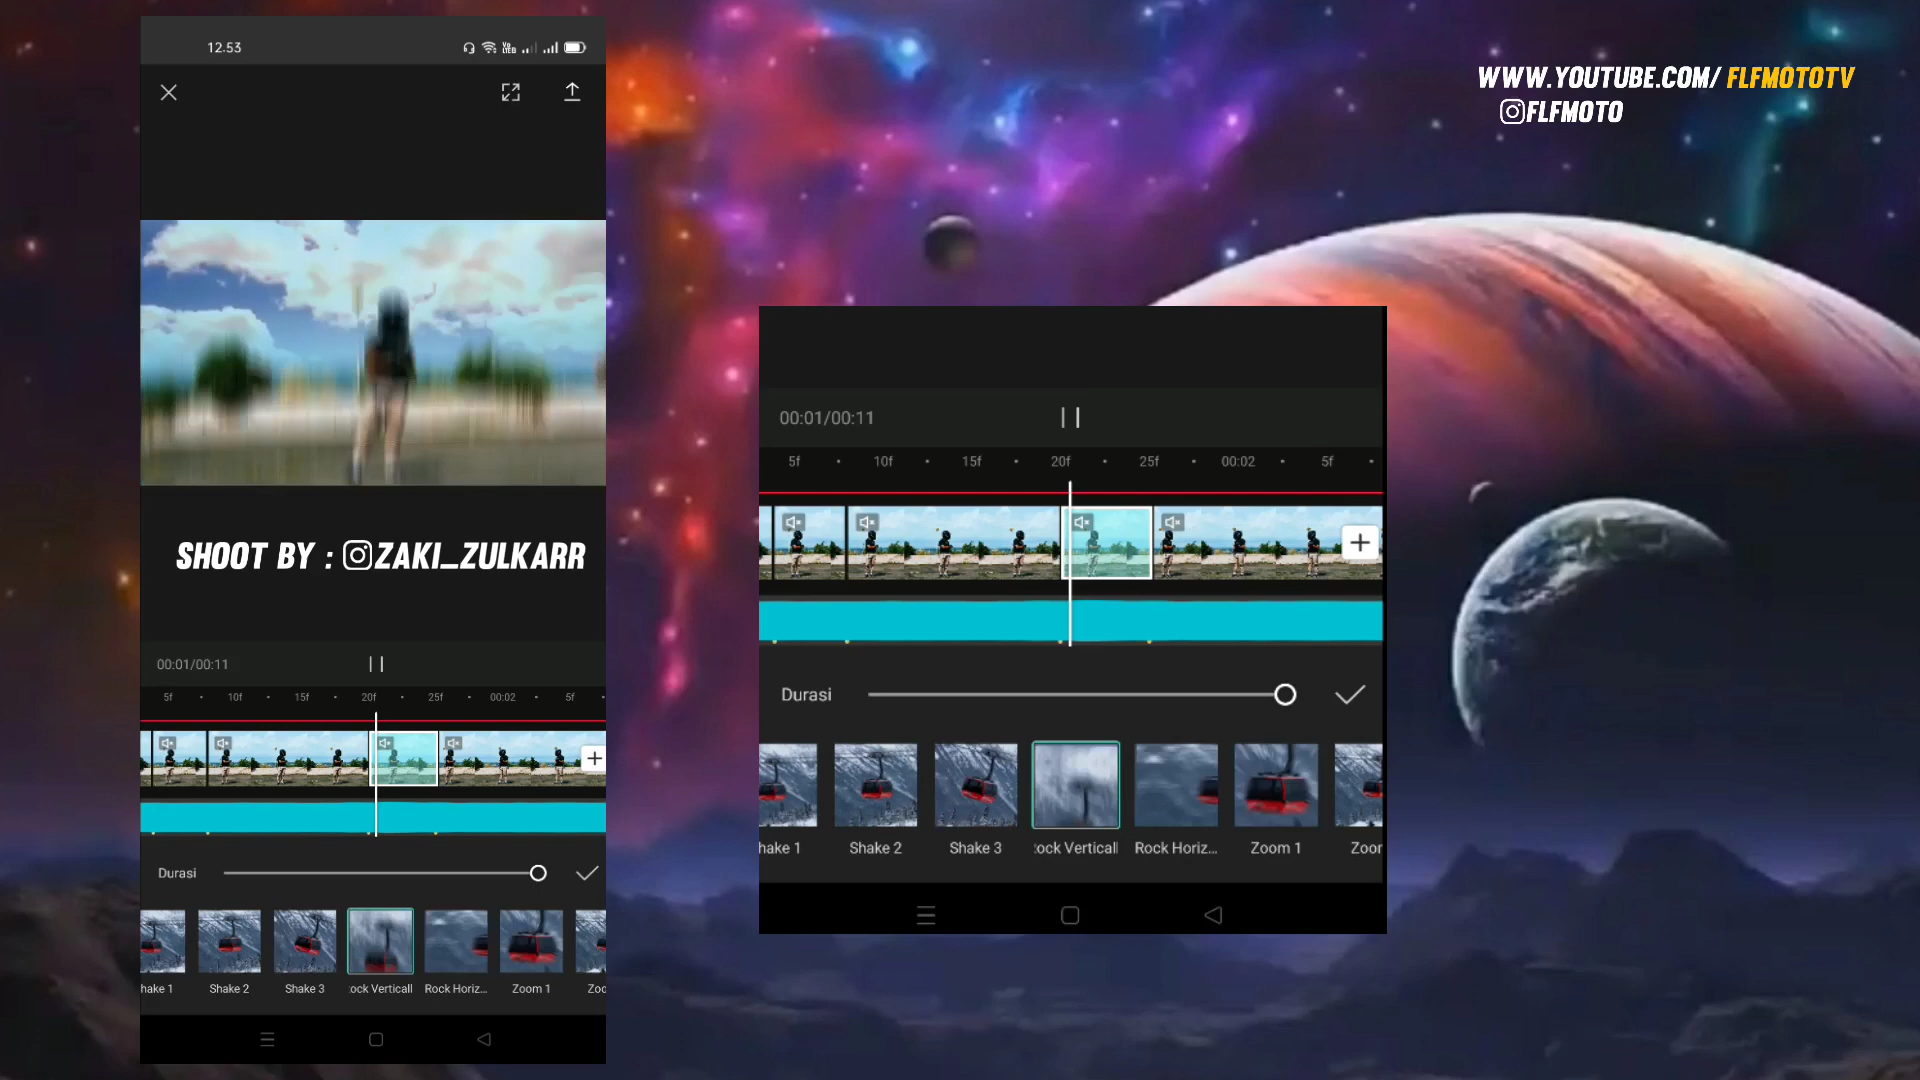 12.53
WWW.YOUTUBE.COM/ FLFMOTOTV
FLFMOTO
SHOOT BY : ZAKI_ZULKARR
00:01/00:11
5f 10f 15f 20f 25f 00:02 5f
Durasi
hake 1 Shake 2 Shake 3 ock Verticall Rock Horiz... Zoom 1 Zoo
00:01/00:11
5f 10f 15f 20f 25f 00:02 5f
Durasi
hake 1 Shake 2 Shake 3 ock Verticall Rock Horiz... Zoom 1 Zoor